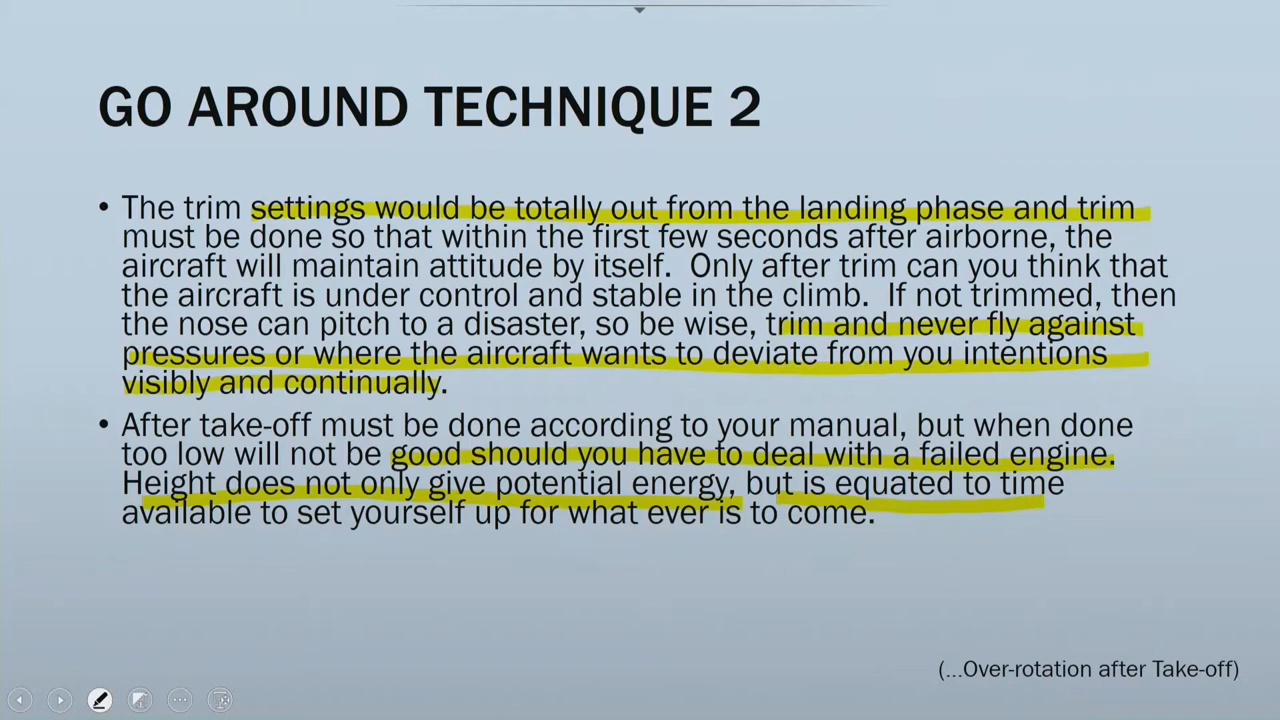 GO AROUND TECHNIQUE 2
• The trim settings would be totally out from the landing phase and trim
must be done so that within the first few seconds after airborne, the
aircraft will maintain attitude by itself.  Only after trim can you think that
the aircraft is under control and stable in the climb.  If not trimmed, then
the nose can pitch to a disaster, so be wise, trim and never fly against
pressures or where the aircraft wants to deviate from you intentions
visibly and continually.
• After take-off must be done according to your manual, but when done
too low will not be good should you have to deal with a failed engine.
Height does not only give potential energy, but is equated to time
available to set yourself up for what ever is to come.
(...Over-rotation after Take-off)